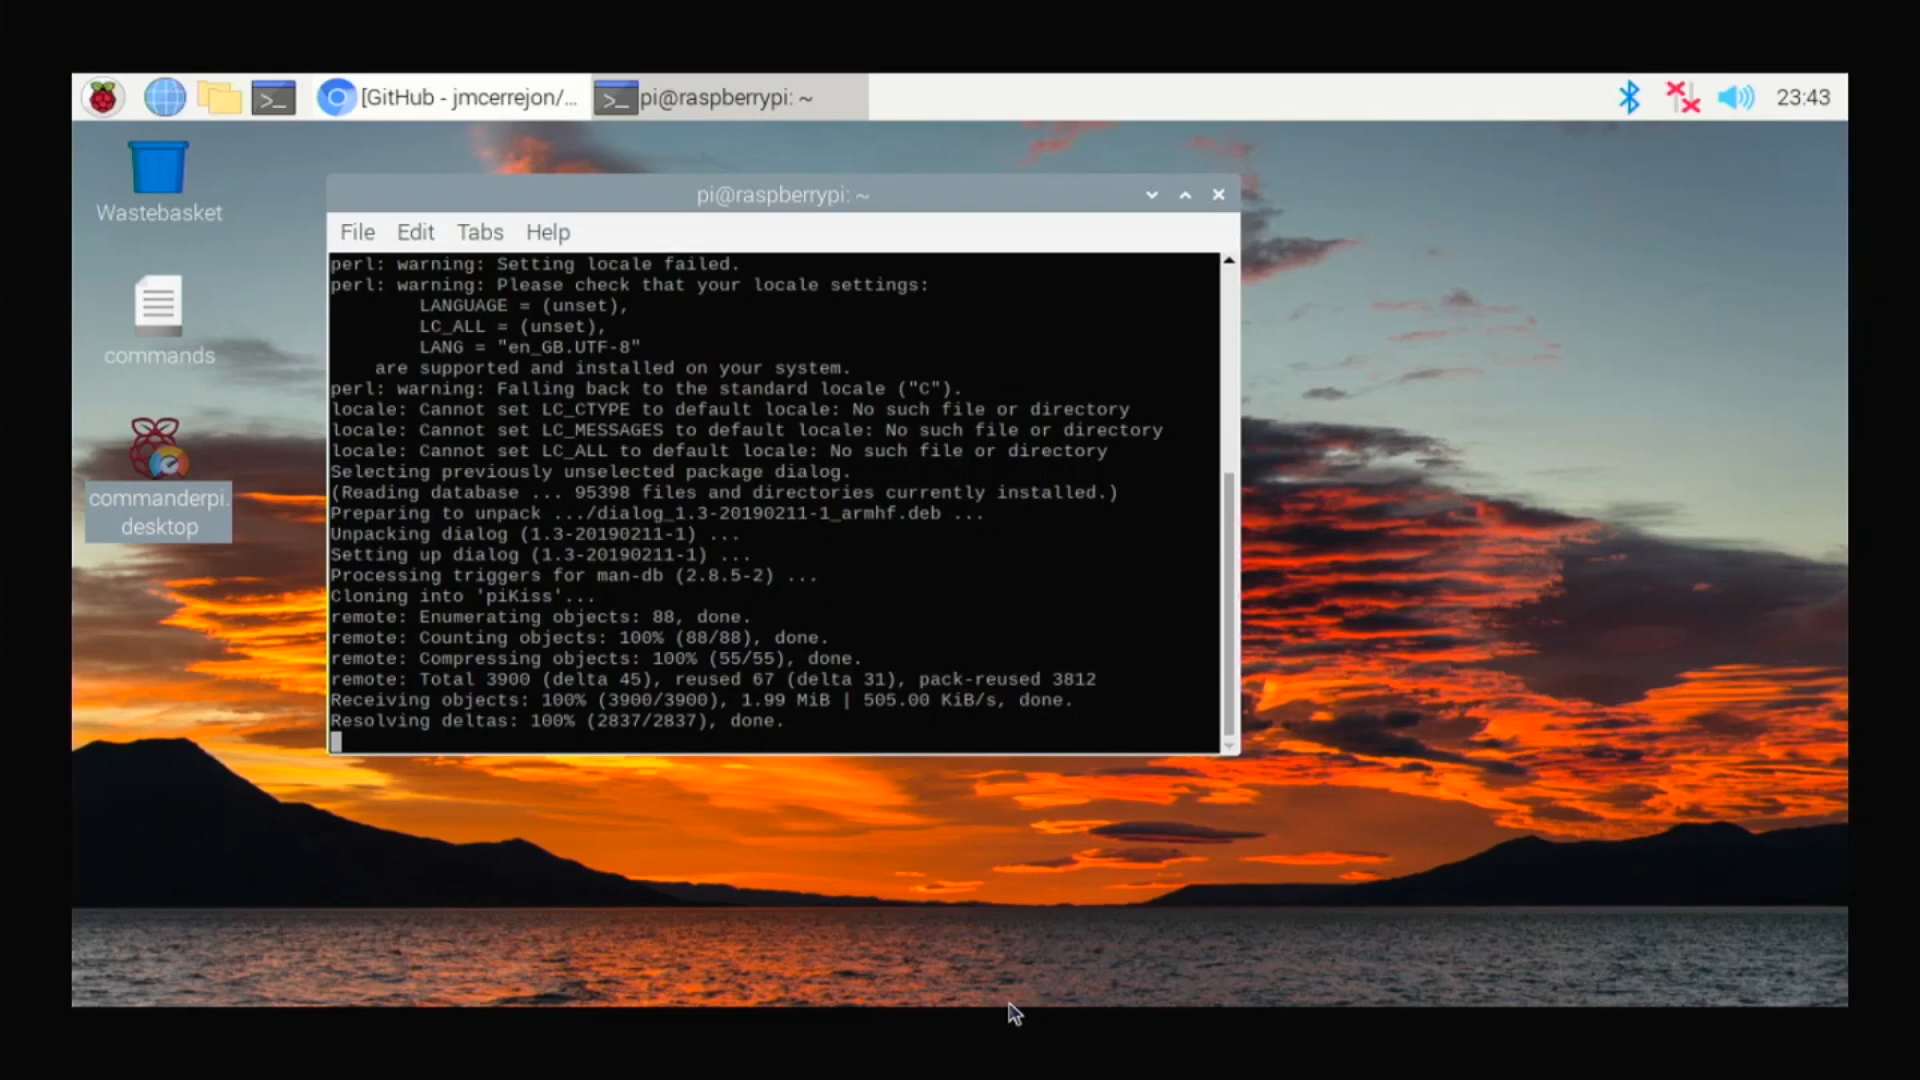 [GitHub - jmcerrejon/...
pi@raspberrypi: ~
23:43
Wastebasket
commands
commanderpi.
desktop
pi@raspberrypi: ~
File Edit Tabs Help
perl: warning: Setting locale failed.
perl: warning: Please check that your locale settings:
LANGUAGE = (unset),
LC_ALL = (unset),
LANG = "en_GB.UTF-8"
are supported and installed on your system.
perl: warning: Falling back to the standard locale ("C").
locale: Cannot set LC_CTYPE to default locale: No such file or directory
locale: Cannot set LC_MESSAGES to default locale: No such file or directory
locale: Cannot set LC_ALL to default locale: No such file or directory
Selecting previously unselected package dialog.
(Reading database ... 95398 files and directories currently installed.)
Preparing to unpack .../dialog_1.3-20190211-1_armhf.deb ...
Unpacking dialog (1.3-20190211-1) ...
Setting up dialog (1.3-20190211-1) ...
Processing triggers for man-db (2.8.5-2) ...
Cloning into 'piKiss'...
remote: Enumerating objects: 88, done.
remote: Counting objects: 100% (88/88), done.
remote: Compressing objects: 100% (55/55), done.
remote: Total 3900 (delta 45), reused 67 (delta 31), pack-reused 3812
Receiving objects: 100% (3900/3900), 1.99 MiB | 505.00 KiB/s, done.
Resolving deltas: 100% (2837/2837), done.